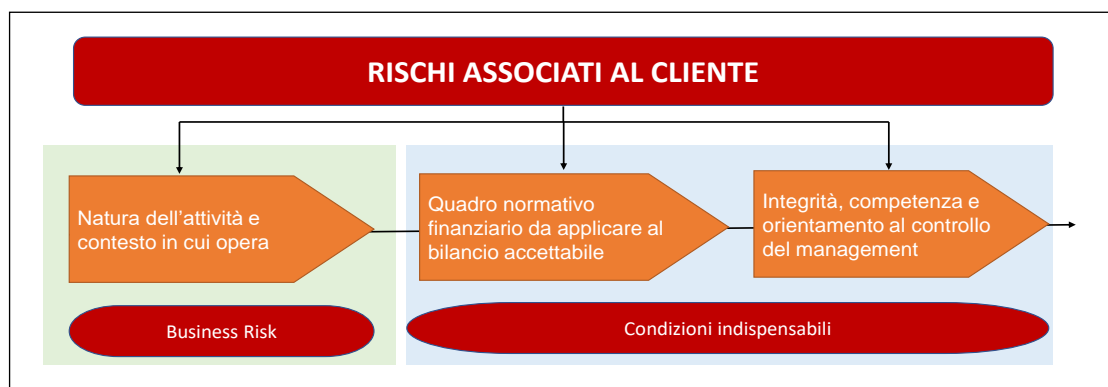 RISCHI ASSOCIATI AL CLIENTE
Natura dell’attività e
contesto in cui opera
Quadro normativo
finanziario da applicare al
bilancio accettabile
Integrità, competenza e
orientamento al controllo
del management
Business Risk
Condizioni indispensabili